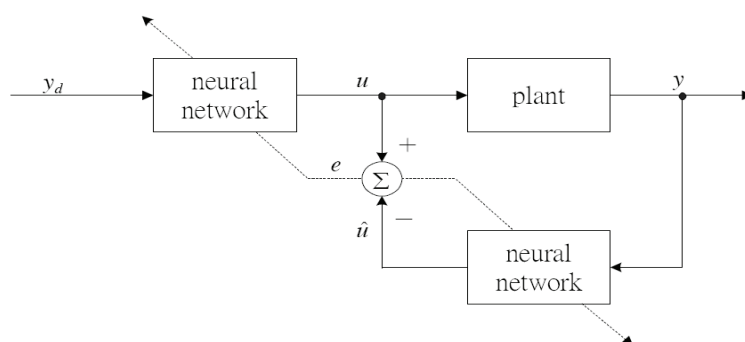 y_d
neural
network
u
plant
y
+
e
Σ
−
û
neural
network